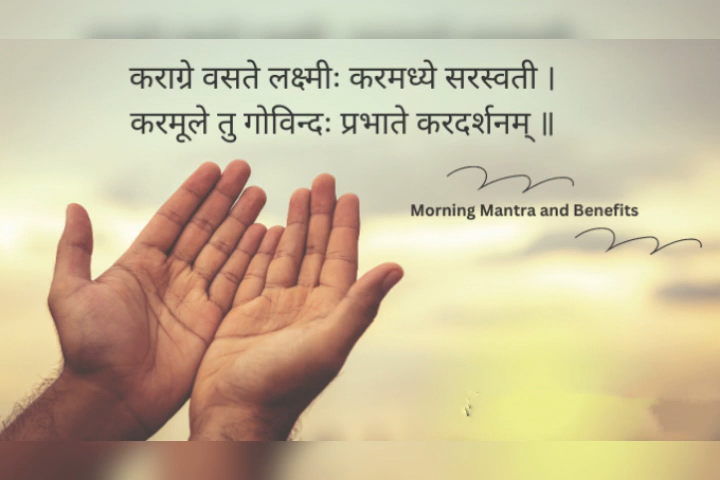 कराग्रे वसते लक्ष्मीः करमध्ये सरस्वती ।
करमूले तु गोविन्दः प्रभाते करदर्शनम् ॥
Morning Mantra and Benefits